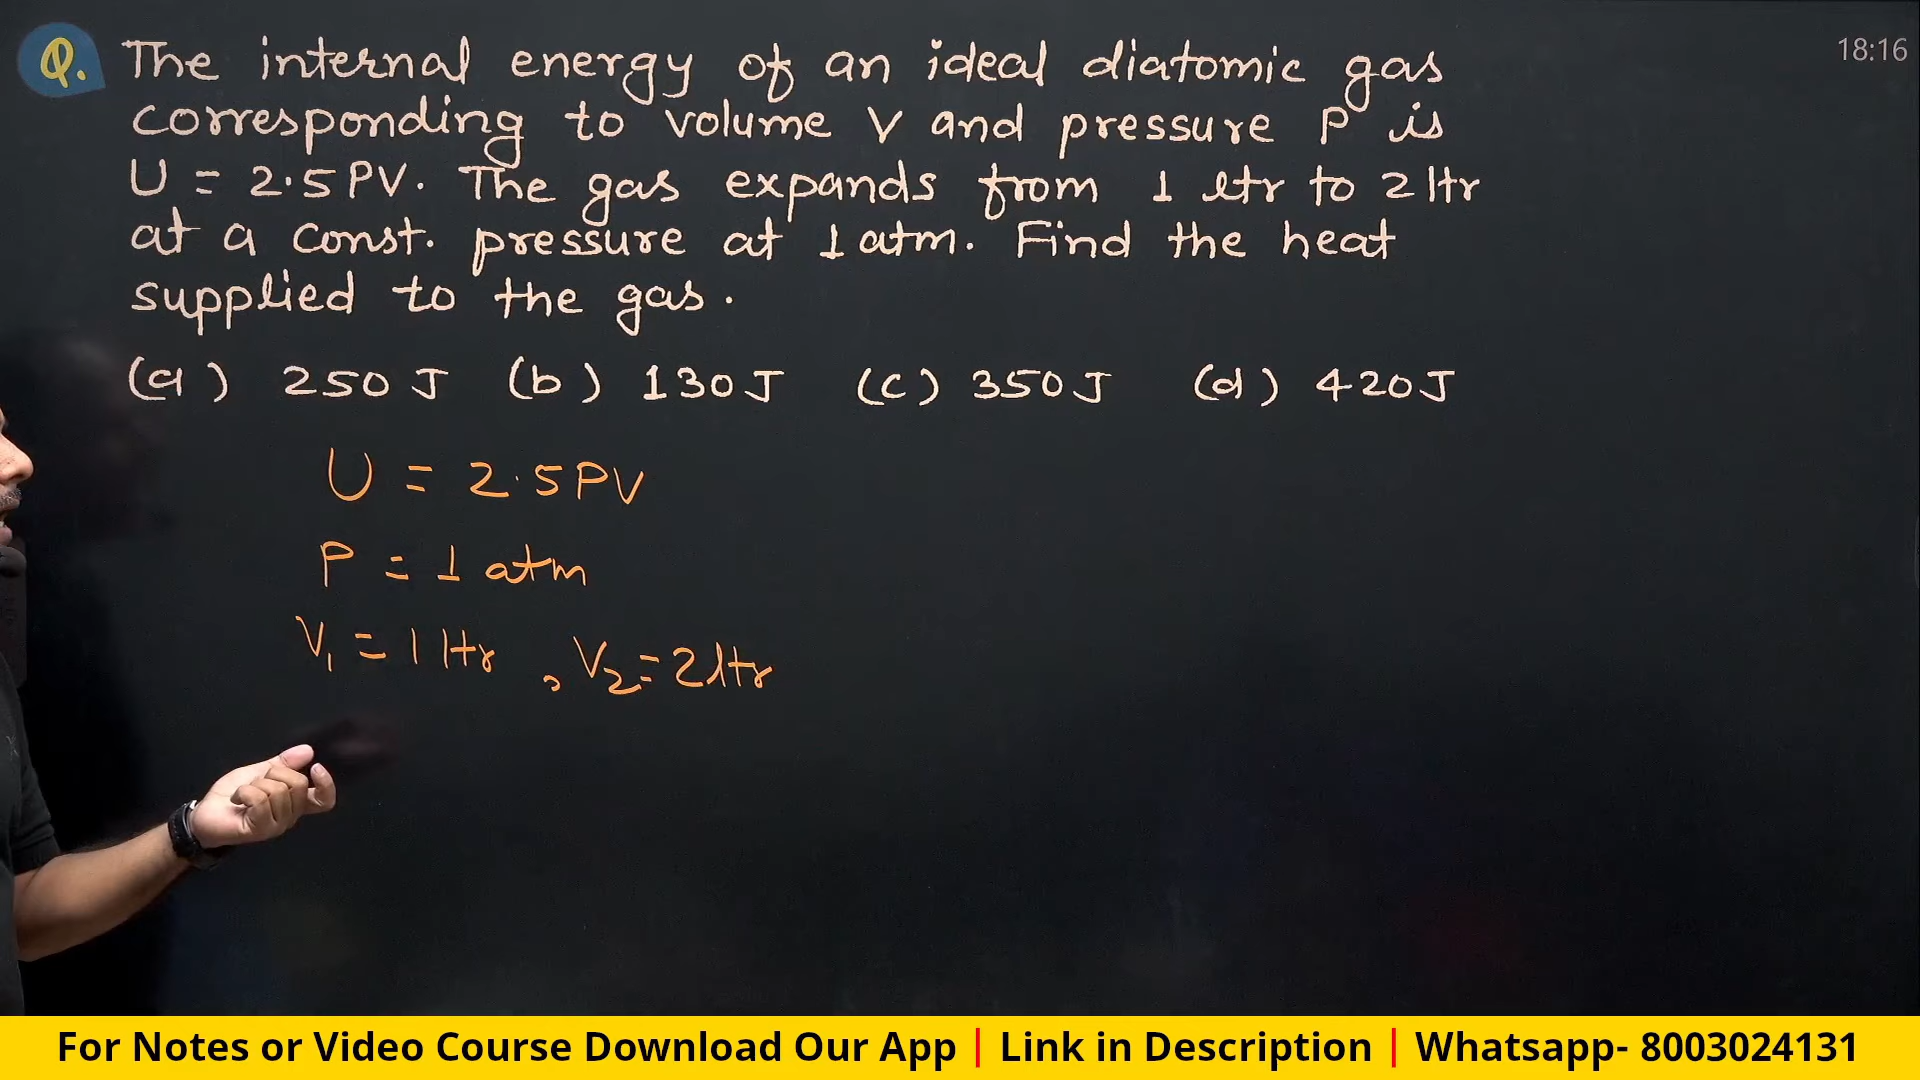 Q. The internal energy of an ideal diatomic gas
corresponding to volume V and pressure P is
U = 2.5PV. The gas expands from 1 ltr to 2 ltr
at a const. pressure at 1 atm. Find the heat
supplied to the gas.
(a) 250 J (b) 130 J (c) 350 J (d) 420 J
U = 2.5PV
P = 1 atm
V₁ = 1 ltr , V₂ = 2 ltr
18:16
For Notes or Video Course Download Our App | Link in Description | Whatsapp- 8003024131